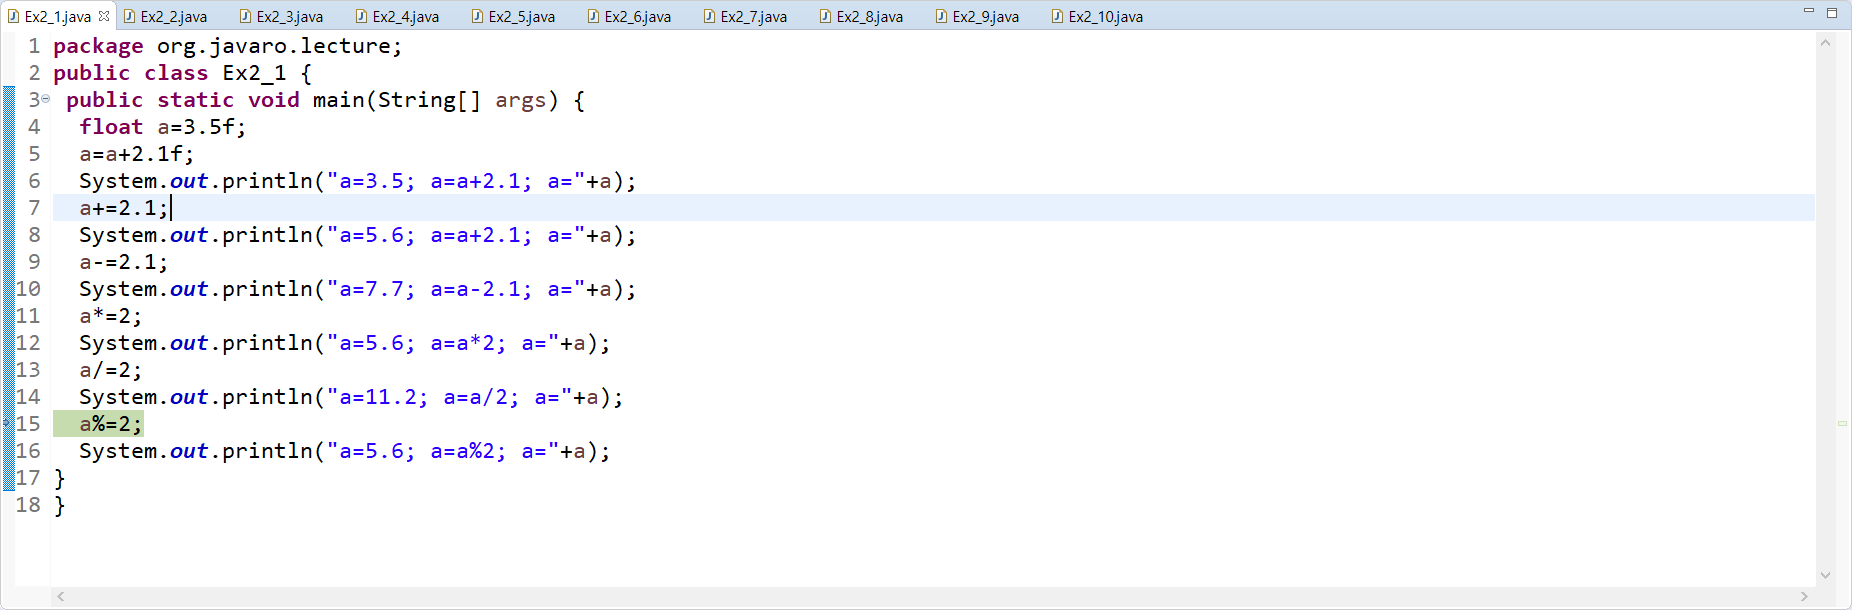 Ex2_1.java Ex2_2.java Ex2_3.java Ex2_4.java Ex2_5.java Ex2_6.java Ex2_7.java Ex2_8.java Ex2_9.java Ex2_10.java
1 package org.javaro.lecture;
2 public class Ex2_1 {
3 public static void main(String[] args) {
4 float a=3.5f;
5 a=a+2.1f;
6 System.out.println("a=3.5; a=a+2.1; a="+a);
7 a+=2.1;
8 System.out.println("a=5.6; a=a+2.1; a="+a);
9 a-=2.1;
10 System.out.println("a=7.7; a=a-2.1; a="+a);
11 a*=2;
12 System.out.println("a=5.6; a=a*2; a="+a);
13 a/=2;
14 System.out.println("a=11.2; a=a/2; a="+a);
15 a%=2;
16 System.out.println("a=5.6; a=a%2; a="+a);
17 }
18 }